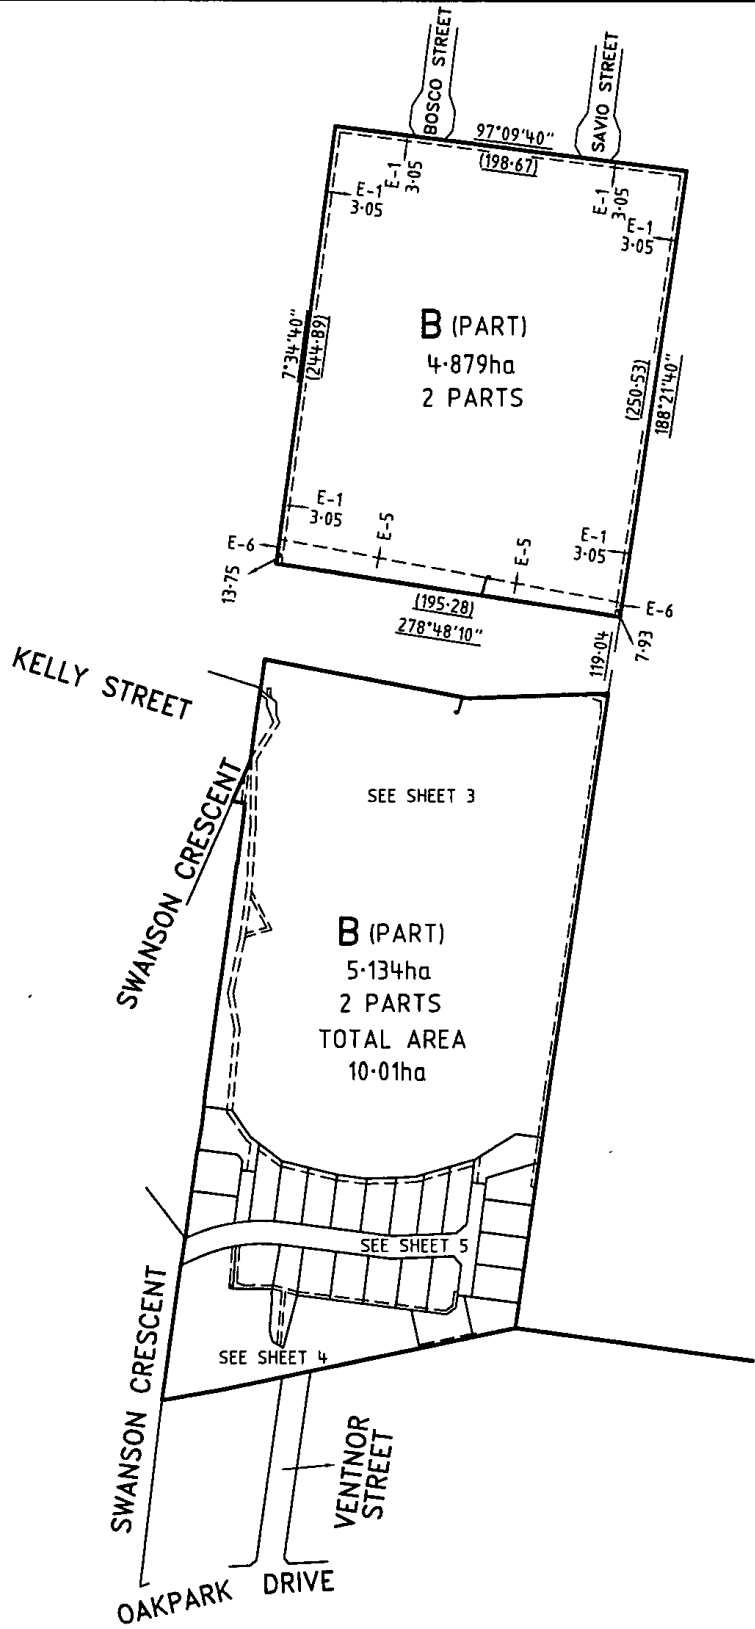 BOSCO STREET
SAVIO STREET
97°09'40"
(198·67)
E-1
3·05
E-1
3·05
E-1
3·05
E-1
3·05
B (PART)
4·879ha
2 PARTS
7°34'40"
(244·89)
(250·53)
188°21'40"
E-1
3·05
E-5
E-5
E-1
3·05
E-6
13·75
E-6
7·93
(195·28)
278°48'10"
119·04
KELLY STREET
SWANSON CRESCENT
SEE SHEET 3
B (PART)
5·134ha
2 PARTS
TOTAL AREA
10·01ha
SEE SHEET 5
SEE SHEET 4
SWANSON CRESCENT
VENTNOR
STREET
OAKPARK DRIVE